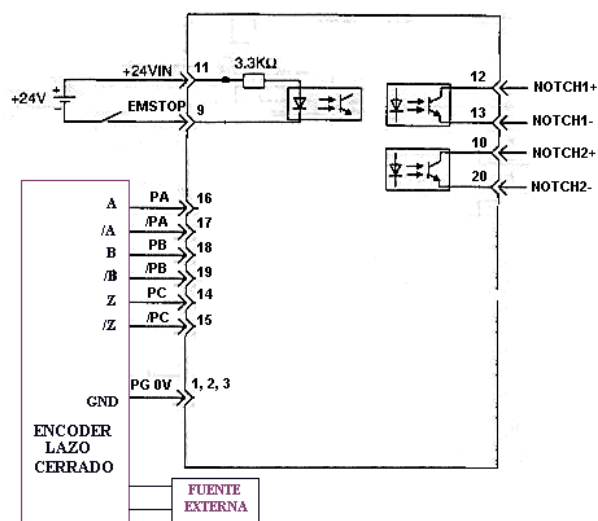 +24VIN
11
3.3KΩ
+24V
EMSTOP
9
12
NOTCH1+
13
NOTCH1-
10
NOTCH2+
20
NOTCH2-
A
PA
16
/A
/PA
17
B
PB
18
/B
/PB
19
Z
PC
14
/Z
/PC
15
GND
PG 0V
1, 2, 3
ENCODER
LAZO
CERRADO
FUENTE
EXTERNA